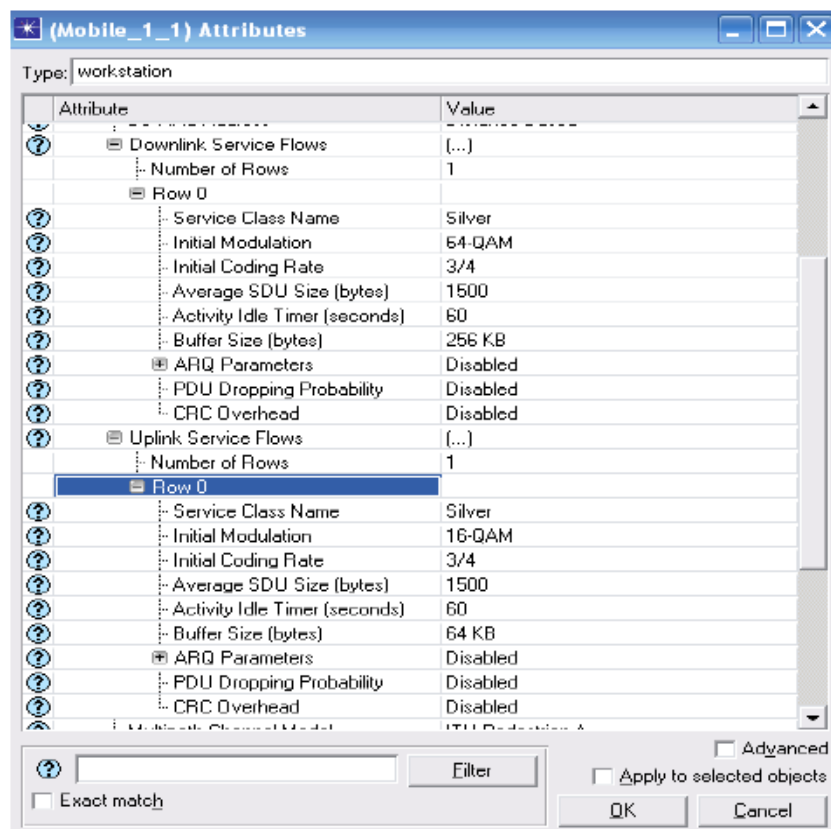 (Mobile_1_1) Attributes
Type: workstation
Attribute Value
Downlink Service Flows (...)
Number of Rows 1
Row 0
Service Class Name Silver
Initial Modulation 64-QAM
Initial Coding Rate 3/4
Average SDU Size (bytes) 1500
Activity Idle Timer (seconds) 60
Buffer Size (bytes) 256 KB
ARQ Parameters Disabled
PDU Dropping Probability Disabled
CRC Overhead Disabled
Uplink Service Flows (...)
Number of Rows 1
Row 0
Service Class Name Silver
Initial Modulation 16-QAM
Initial Coding Rate 3/4
Average SDU Size (bytes) 1500
Activity Idle Timer (seconds) 60
Buffer Size (bytes) 64 KB
ARQ Parameters Disabled
PDU Dropping Probability Disabled
CRC Overhead Disabled
Multipath Channel Model ITU Pedestrian A
Advanced
Filter
Apply to selected objects
Exact match
OK Cancel